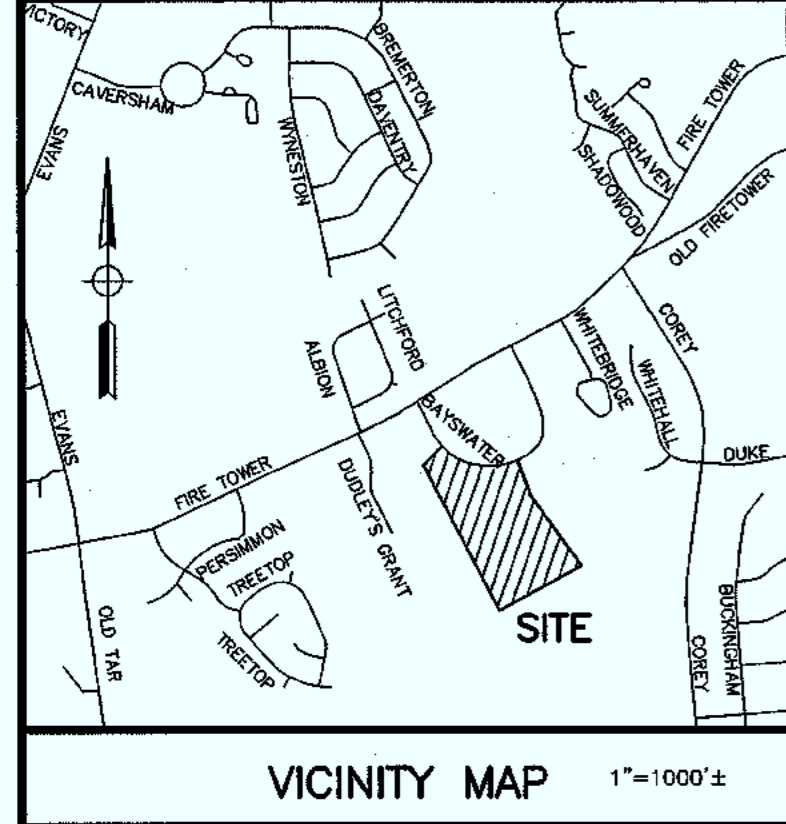 VICTORY
BREMERTON
CAVERSHAM
DAVENTRY
SUMMERHAVEN
FIRE TOWER
EVANS
WYNESTON
SHADOWOOD
OLD FIRETOWER
LITCHFORD
COREY
ALBION
WHITEBRIDGE
WHITEHALL
BAYSWATER
EVANS
DUKE
FIRE TOWER
DUDLEY'S GRANT
PERSIMMON
TREETOP
OLD TAR
TREETOP
SITE
BUCKINGHAM
COREY
VICINITY MAP 1"=1000'±